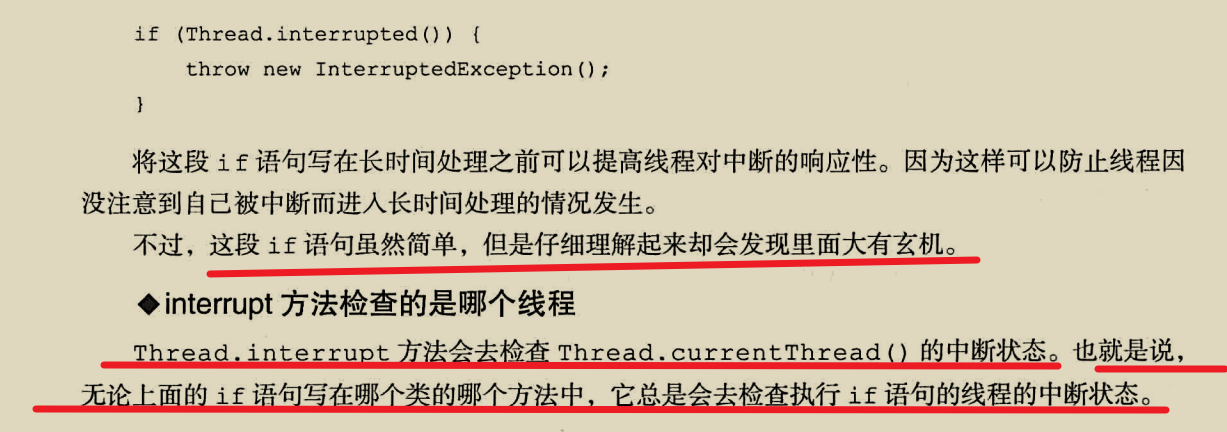 if (Thread.interrupted()) {
throw new InterruptedException();
}
将这段 if 语句写在长时间处理之前可以提高线程对中断的响应性。因为这样可以防止线程因
没注意到自己被中断而进入长时间处理的情况发生。
不过，这段 if 语句虽然简单，但是仔细理解起来却会发现里面大有玄机。
◆interrupt 方法检查的是哪个线程
Thread.interrupt 方法会去检查 Thread.currentThread() 的中断状态。也就是说，
无论上面的 if 语句写在哪个类的哪个方法中，它总是会去检查执行 if 语句的线程的中断状态。